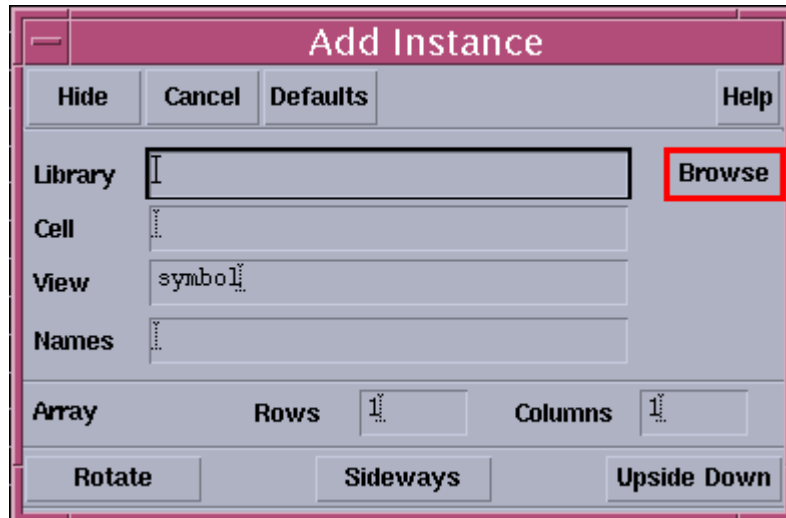 Add Instance
Hide Cancel Defaults Help
Library Browse
Cell
View symbol
Names
Array Rows 1 Columns 1
Rotate Sideways Upside Down